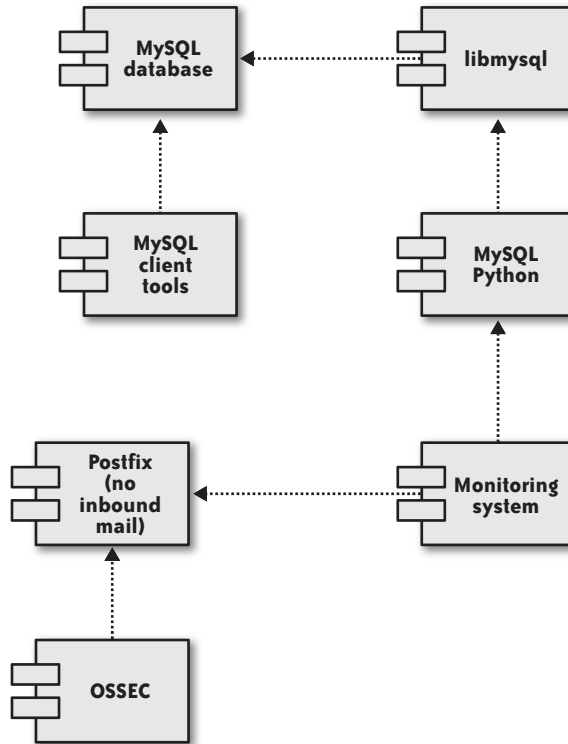 MySQL
database
libmysql
MySQL
client
tools
MySQL
Python
Postfix
(no
inbound
mail)
Monitoring
system
OSSEC